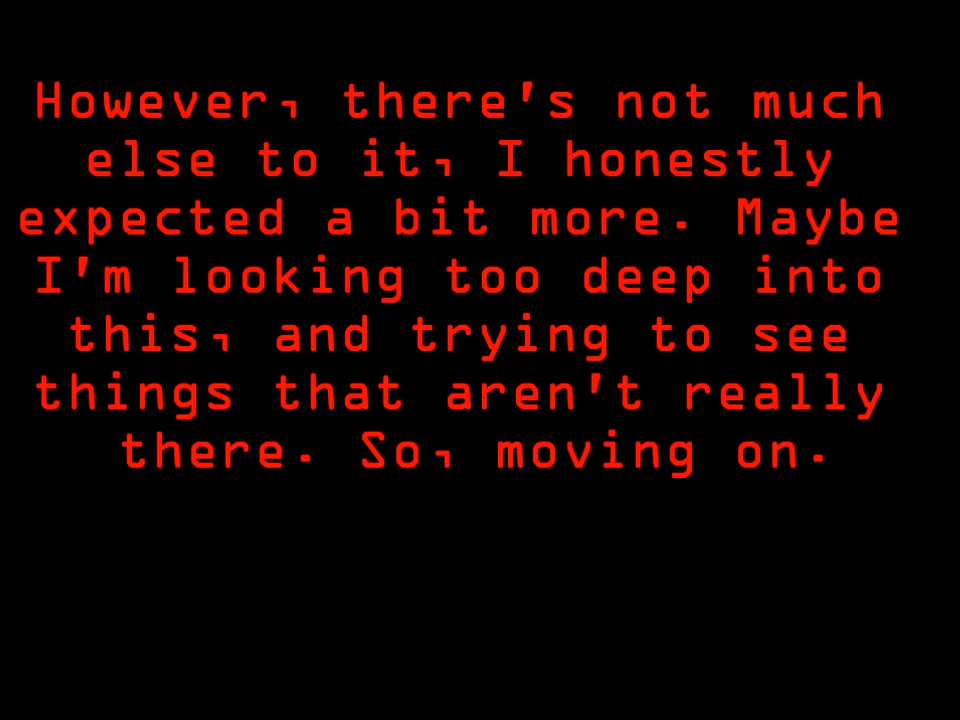 However, there's not much
else to it, I honestly
expected a bit more. Maybe
I'm looking too deep into
this, and trying to see
things that aren't really
there. So, moving on.